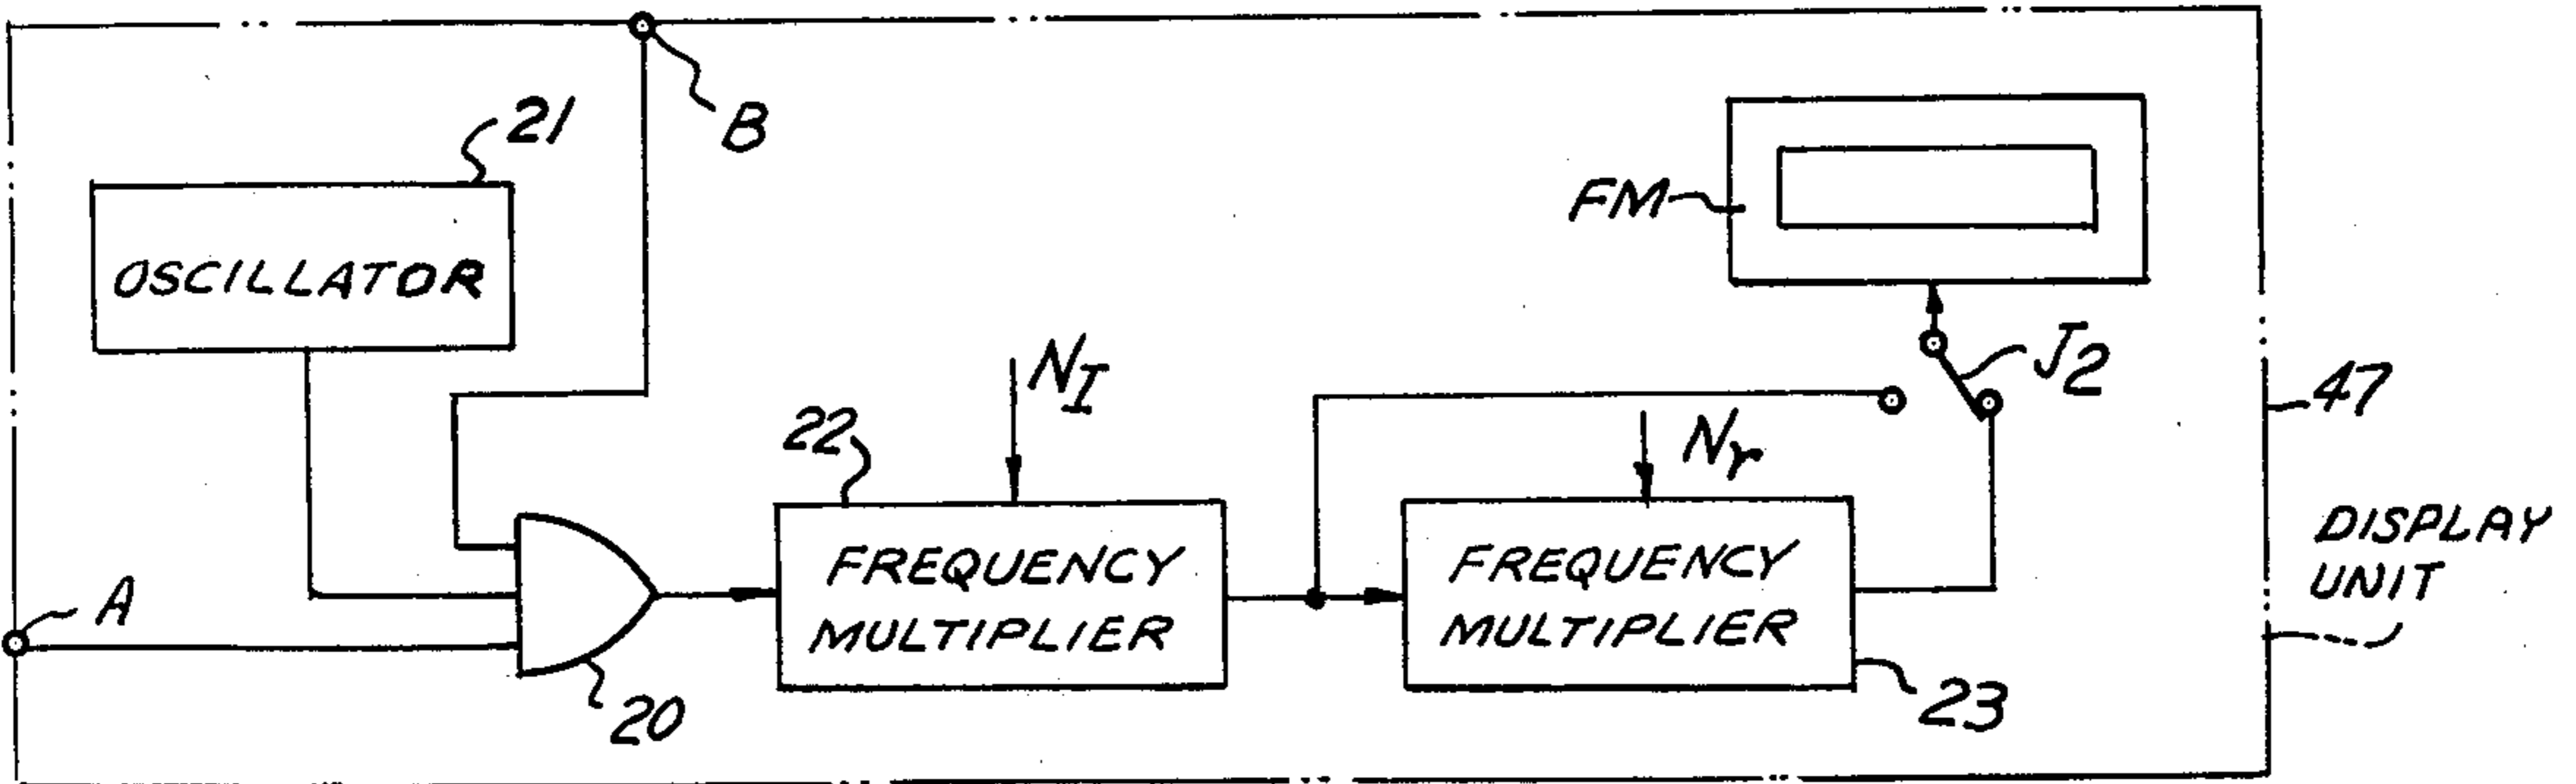 B
21
OSCILLATOR
FM
J2
NI
Nr
47
22
DISPLAY
UNIT
FREQUENCY
MULTIPLIER
FREQUENCY
MULTIPLIER
A
20
23